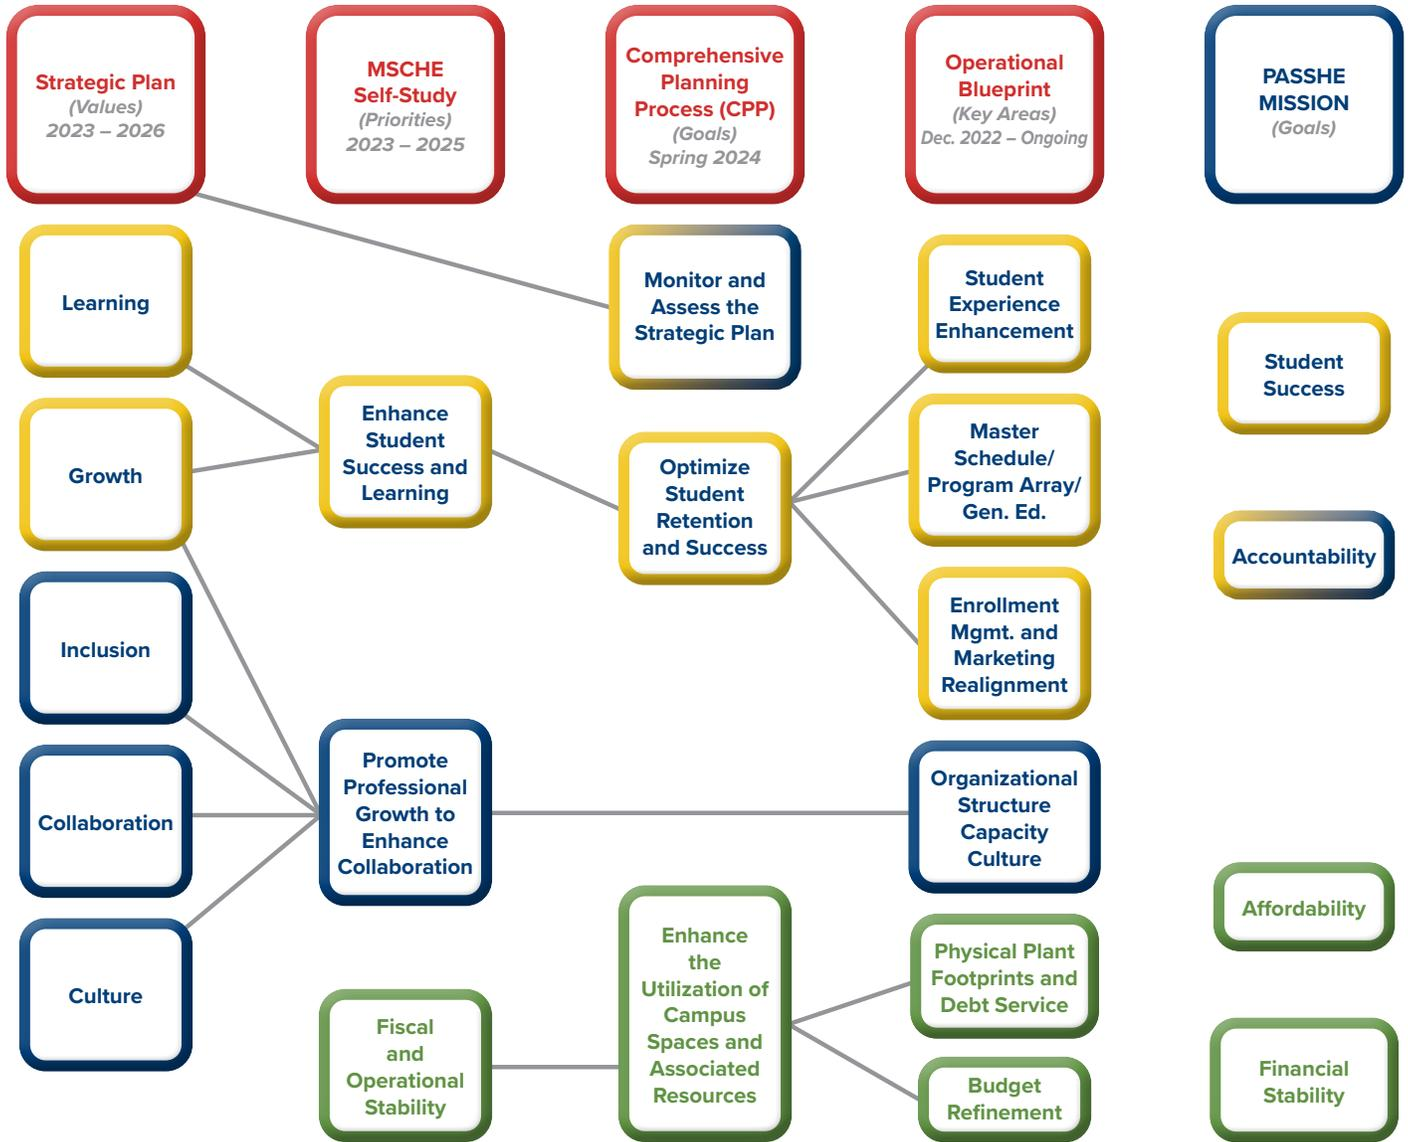 Strategic Plan
(Values)
2023 – 2026
MSCHE
Self-Study
(Priorities)
2023 – 2025
Comprehensive
Planning
Process (CPP)
(Goals)
Spring 2024
Operational
Blueprint
(Key Areas)
Dec. 2022 – Ongoing
PASSHE
MISSION
(Goals)
Learning
Growth
Inclusion
Collaboration
Culture
Enhance
Student
Success and
Learning
Promote
Professional
Growth to
Enhance
Collaboration
Fiscal
and
Operational
Stability
Monitor and
Assess the
Strategic Plan
Optimize
Student
Retention
and Success
Enhance
the
Utilization of
Campus
Spaces and
Associated
Resources
Student
Experience
Enhancement
Master
Schedule/
Program Array/
Gen. Ed.
Enrollment
Mgmt. and
Marketing
Realignment
Organizational
Structure
Capacity
Culture
Physical Plant
Footprints and
Debt Service
Budget
Refinement
Student
Success
Accountability
Affordability
Financial
Stability